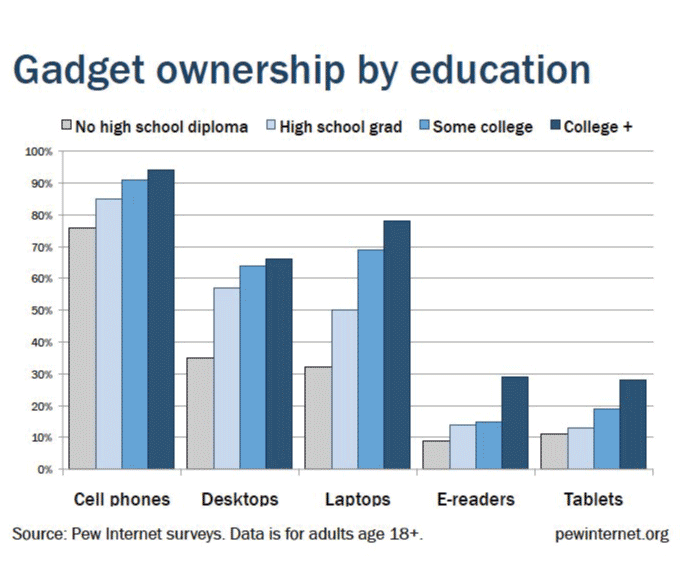 Gadget ownership by education
No high school diploma High school grad Some college College +
100%
90%
80%
70%
60%
50%
40%
30%
20%
10%
0%
Cell phones Desktops Laptops E-readers Tablets
Source: Pew Internet surveys. Data is for adults age 18+. pewinternet.org